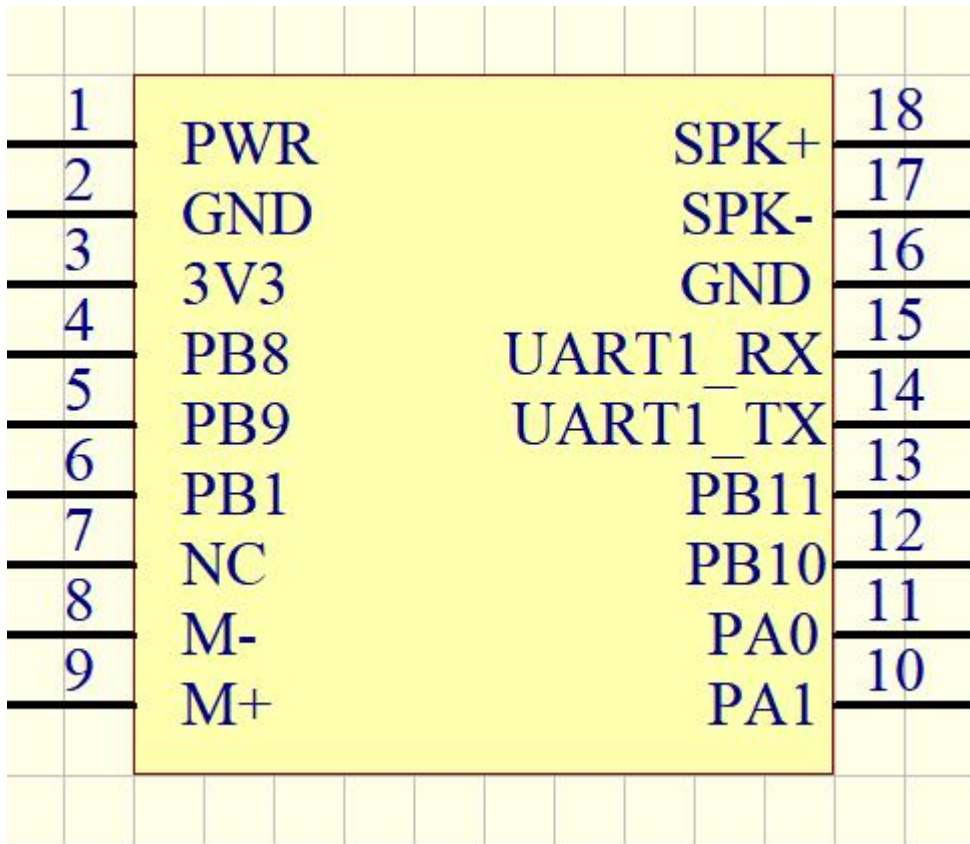 1 PWR SPK+ 18
2 GND SPK- 17
3 3V3 GND 16
4 PB8 UART1_RX 15
5 PB9 UART1_TX 14
6 PB1 PB11 13
7 NC PB10 12
8 M- PA0 11
9 M+ PA1 10